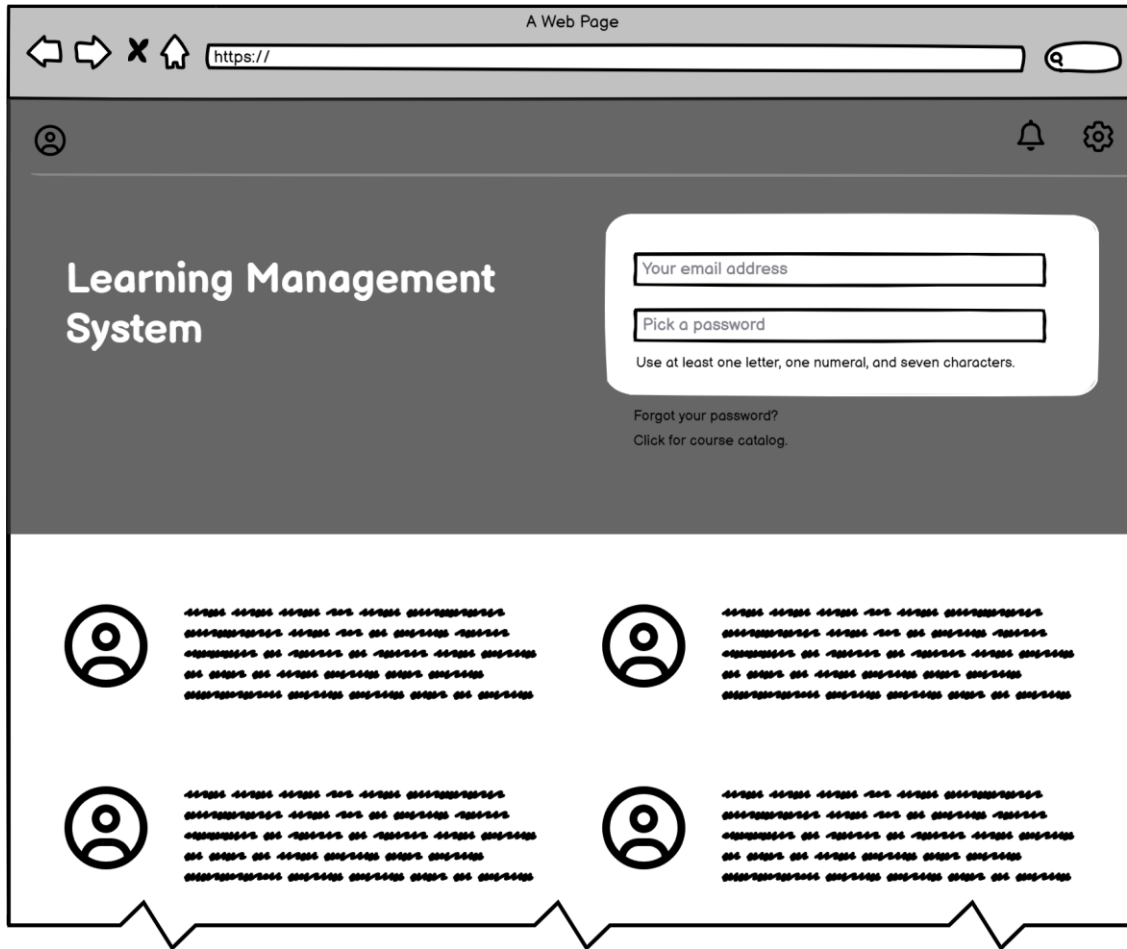 A Web Page
https://
Learning Management
System
Your email address
Pick a password
Use at least one letter, one numeral, and seven characters.
Forgot your password?
Click for course catalog.